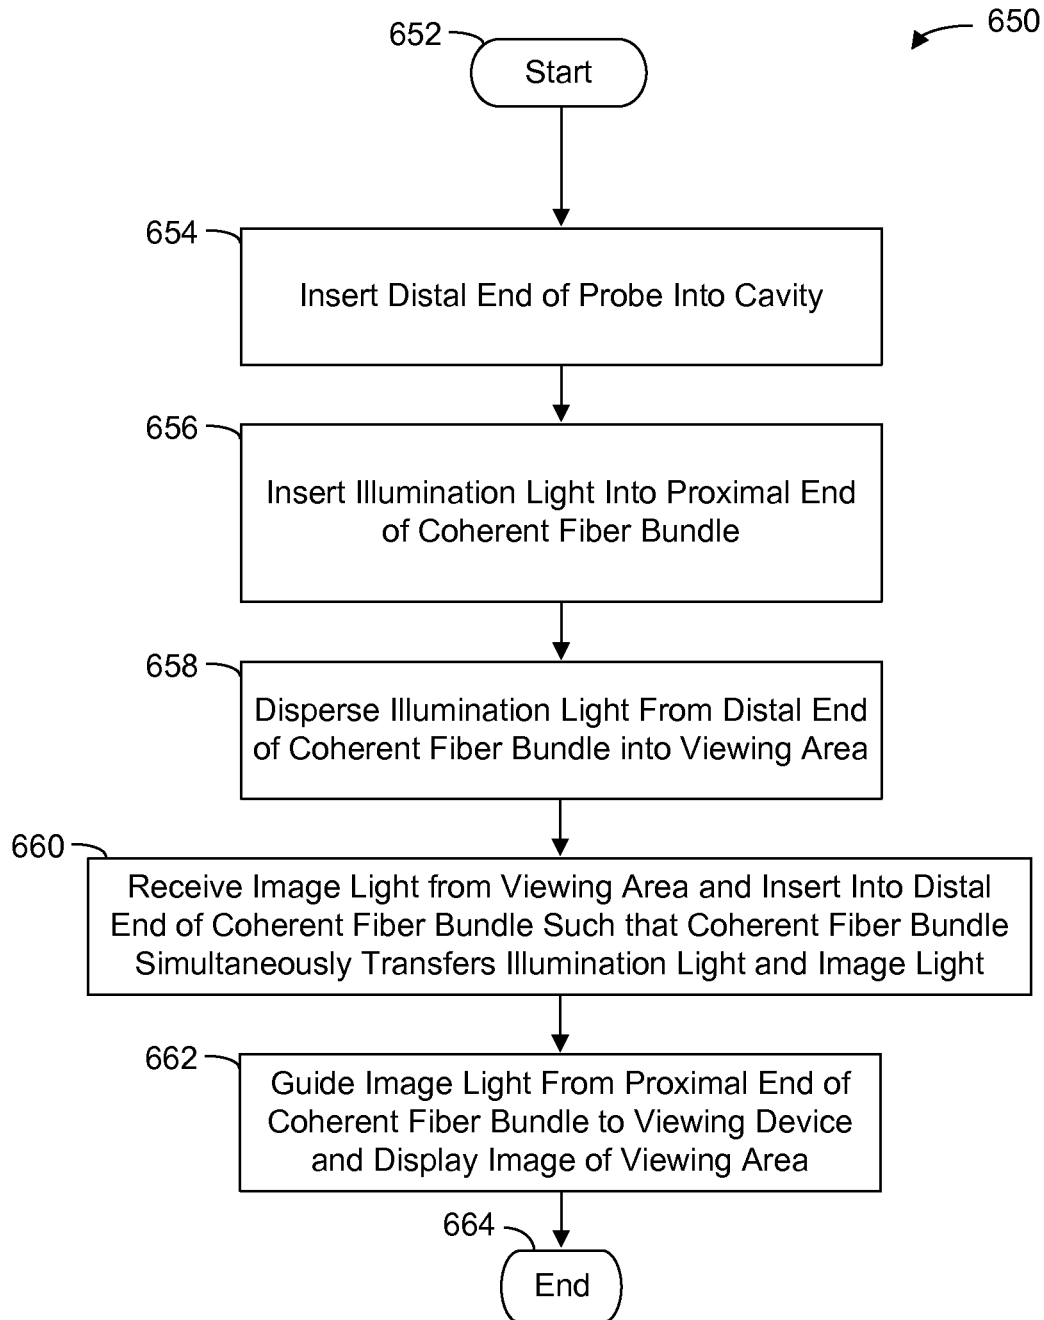 650
652
Start
654
Insert Distal End of Probe Into Cavity
656
Insert Illumination Light Into Proximal End
of Coherent Fiber Bundle
658
Disperse Illumination Light From Distal End
of Coherent Fiber Bundle into Viewing Area
660
Receive Image Light from Viewing Area and Insert Into Distal
End of Coherent Fiber Bundle Such that Coherent Fiber Bundle
Simultaneously Transfers Illumination Light and Image Light
662
Guide Image Light From Proximal End of
Coherent Fiber Bundle to Viewing Device
and Display Image of Viewing Area
664
End